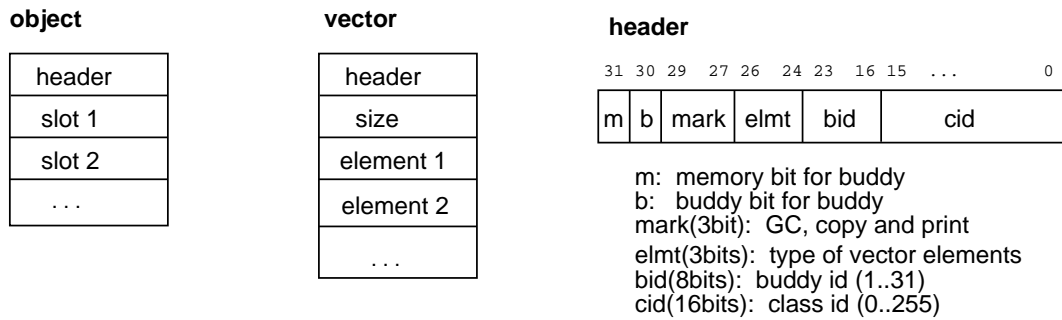 object
header
slot 1
slot 2
. . .
vector
header
size
element 1
element 2
. . .
header
31 30 29 27 26 24 23 16 15 ... 0
m b mark elmt bid cid
m: memory bit for buddy
b: buddy bit for buddy
mark(3bit): GC, copy and print
elmt(3bits): type of vector elements
bid(8bits): buddy id (1..31)
cid(16bits): class id (0..255)